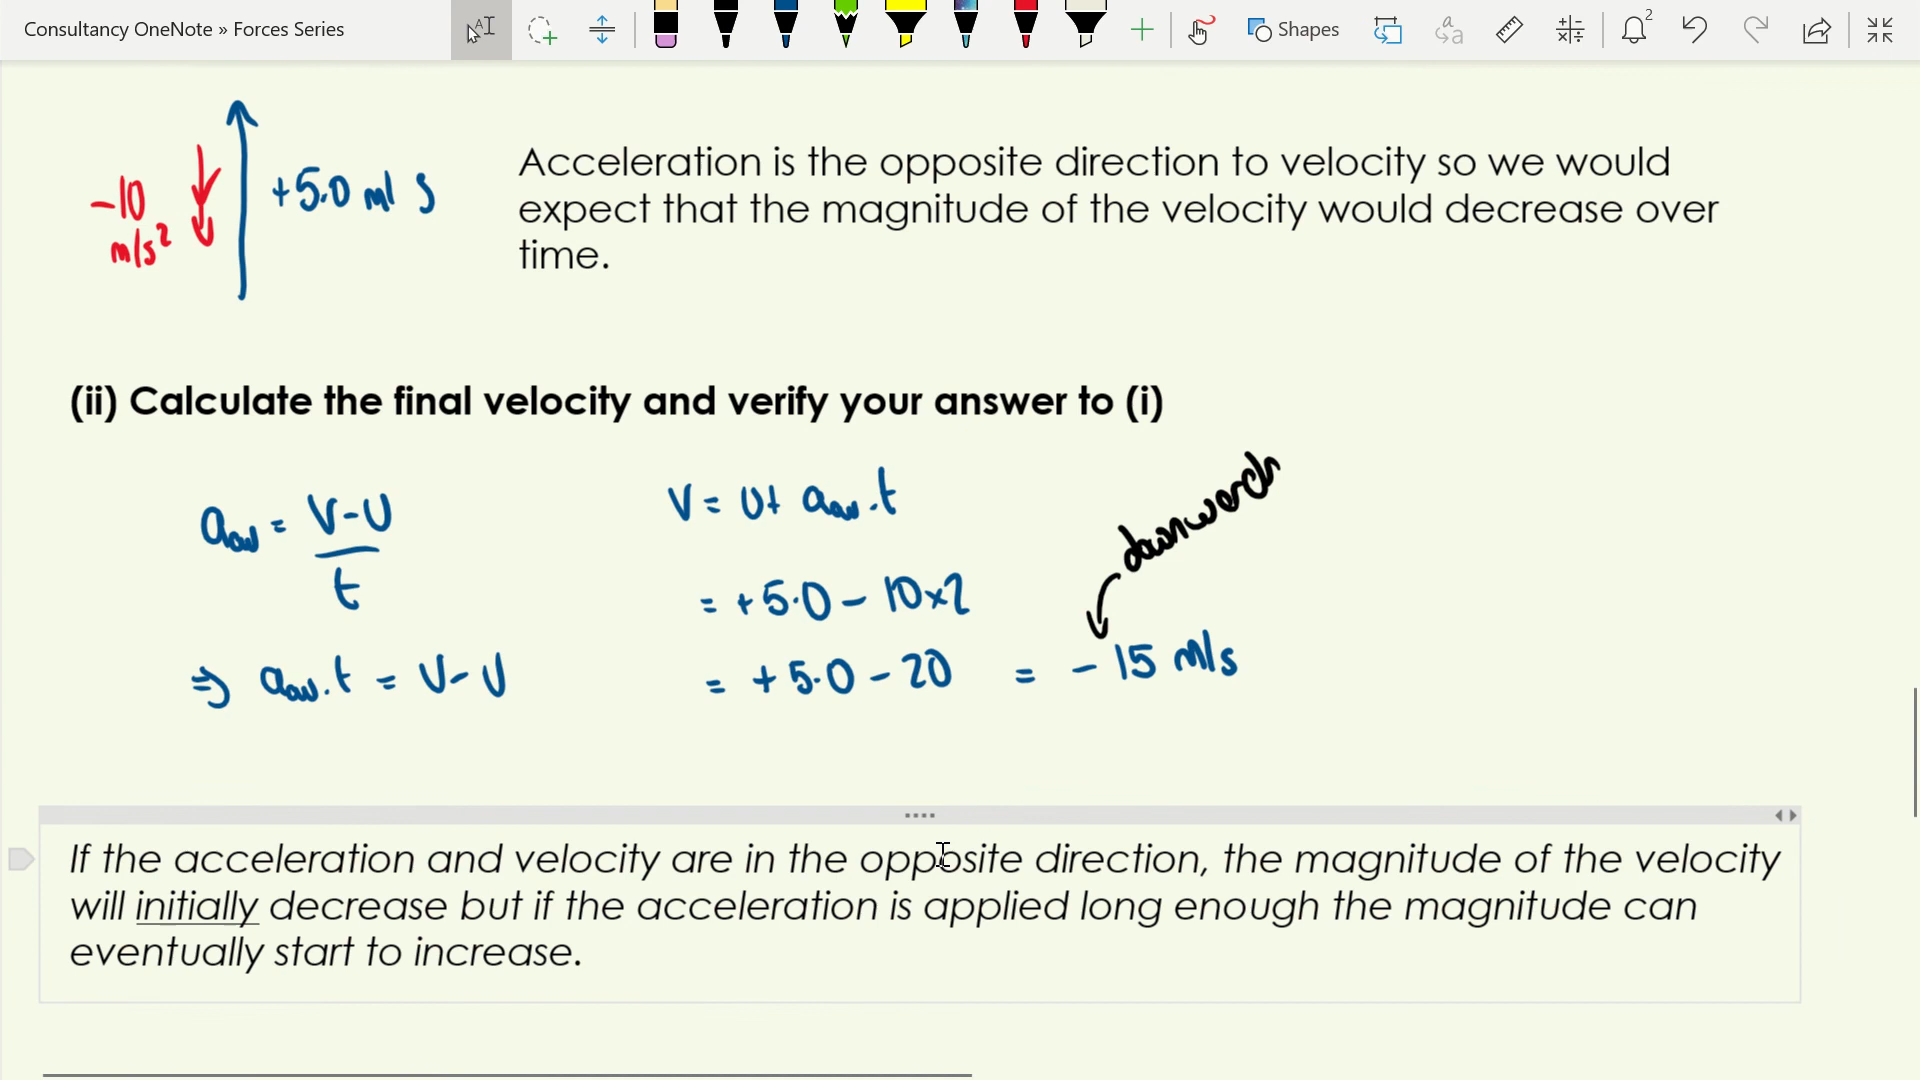 Consultancy OneNote » Forces Series
Shapes
2
-10
m/s²
+5.0 m/s
Acceleration is the opposite direction to velocity so we would
expect that the magnitude of the velocity would decrease over
time.
(ii) Calculate the final velocity and verify your answer to (i)
aav = V-U
t
⇒ aav.t = V-U
V = U+ aav.t
= +5.0 - 10×2
= +5.0 - 20 = -15 m/s
downwards
If the acceleration and velocity are in the opposite direction, the magnitude of the velocity
will initially decrease but if the acceleration is applied long enough the magnitude can
eventually start to increase.